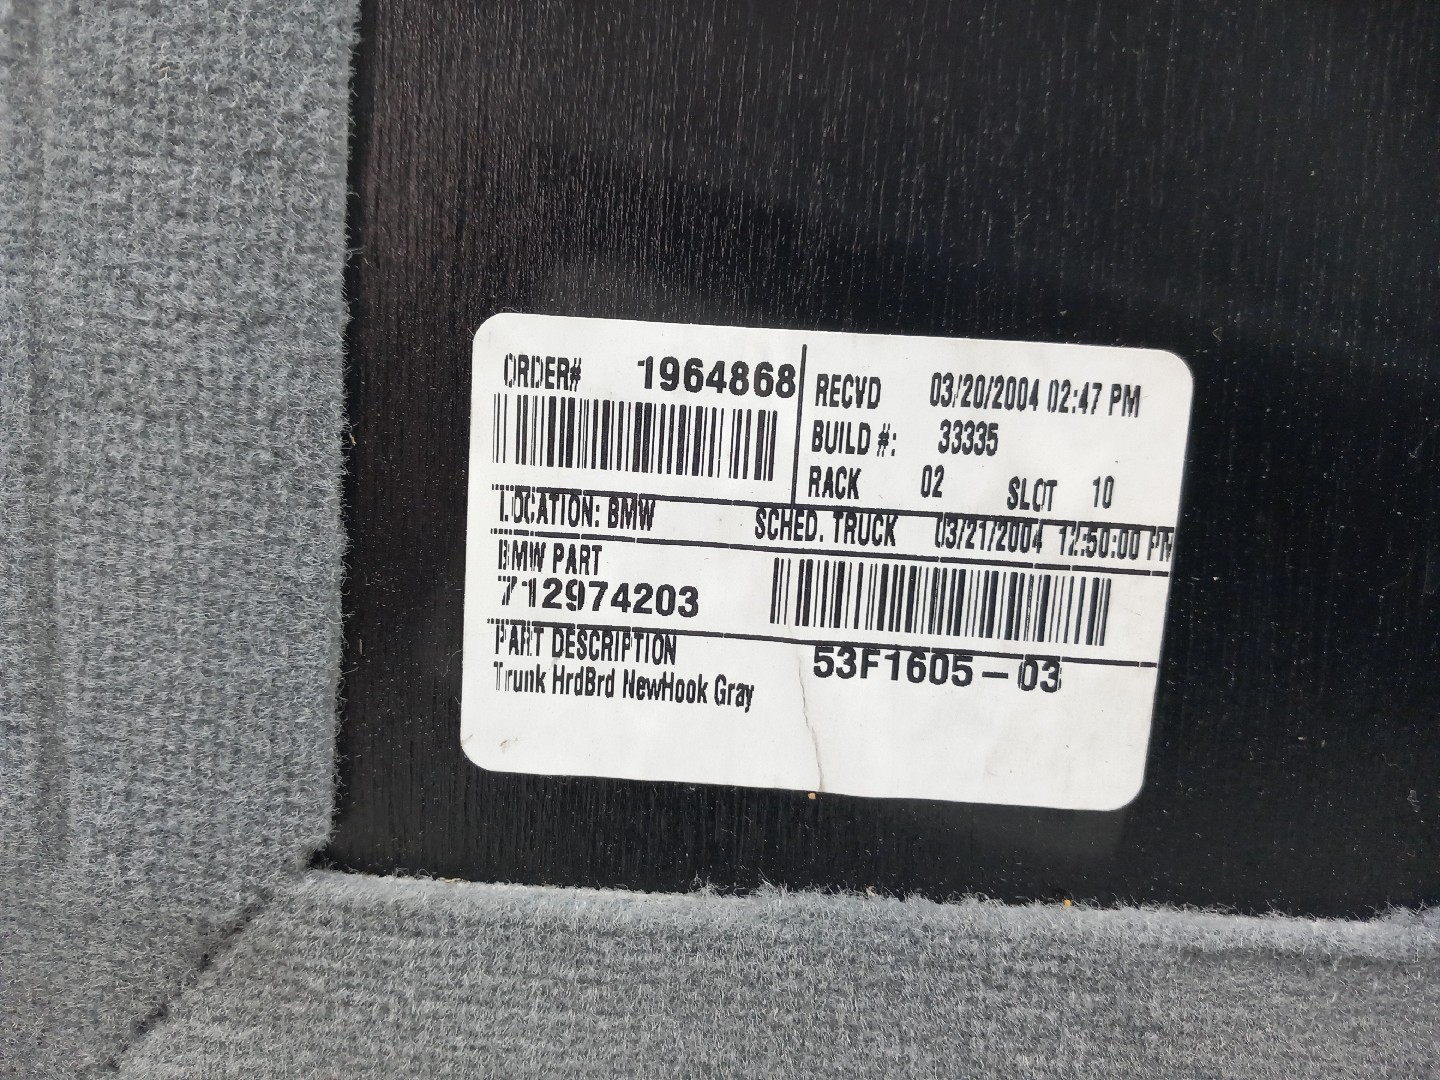 ORDER# 1964868
RECVD 03/20/2004 02:47 PM
BUILD #: 33335
RACK 02 SLOT 10
LOCATION: BMW SCHED. TRUCK 03/21/2004 12:50:00 PM
BMW PART
712974203
PART DESCRIPTION
Trunk HrdBrd NewHook Gray
53F1605-03